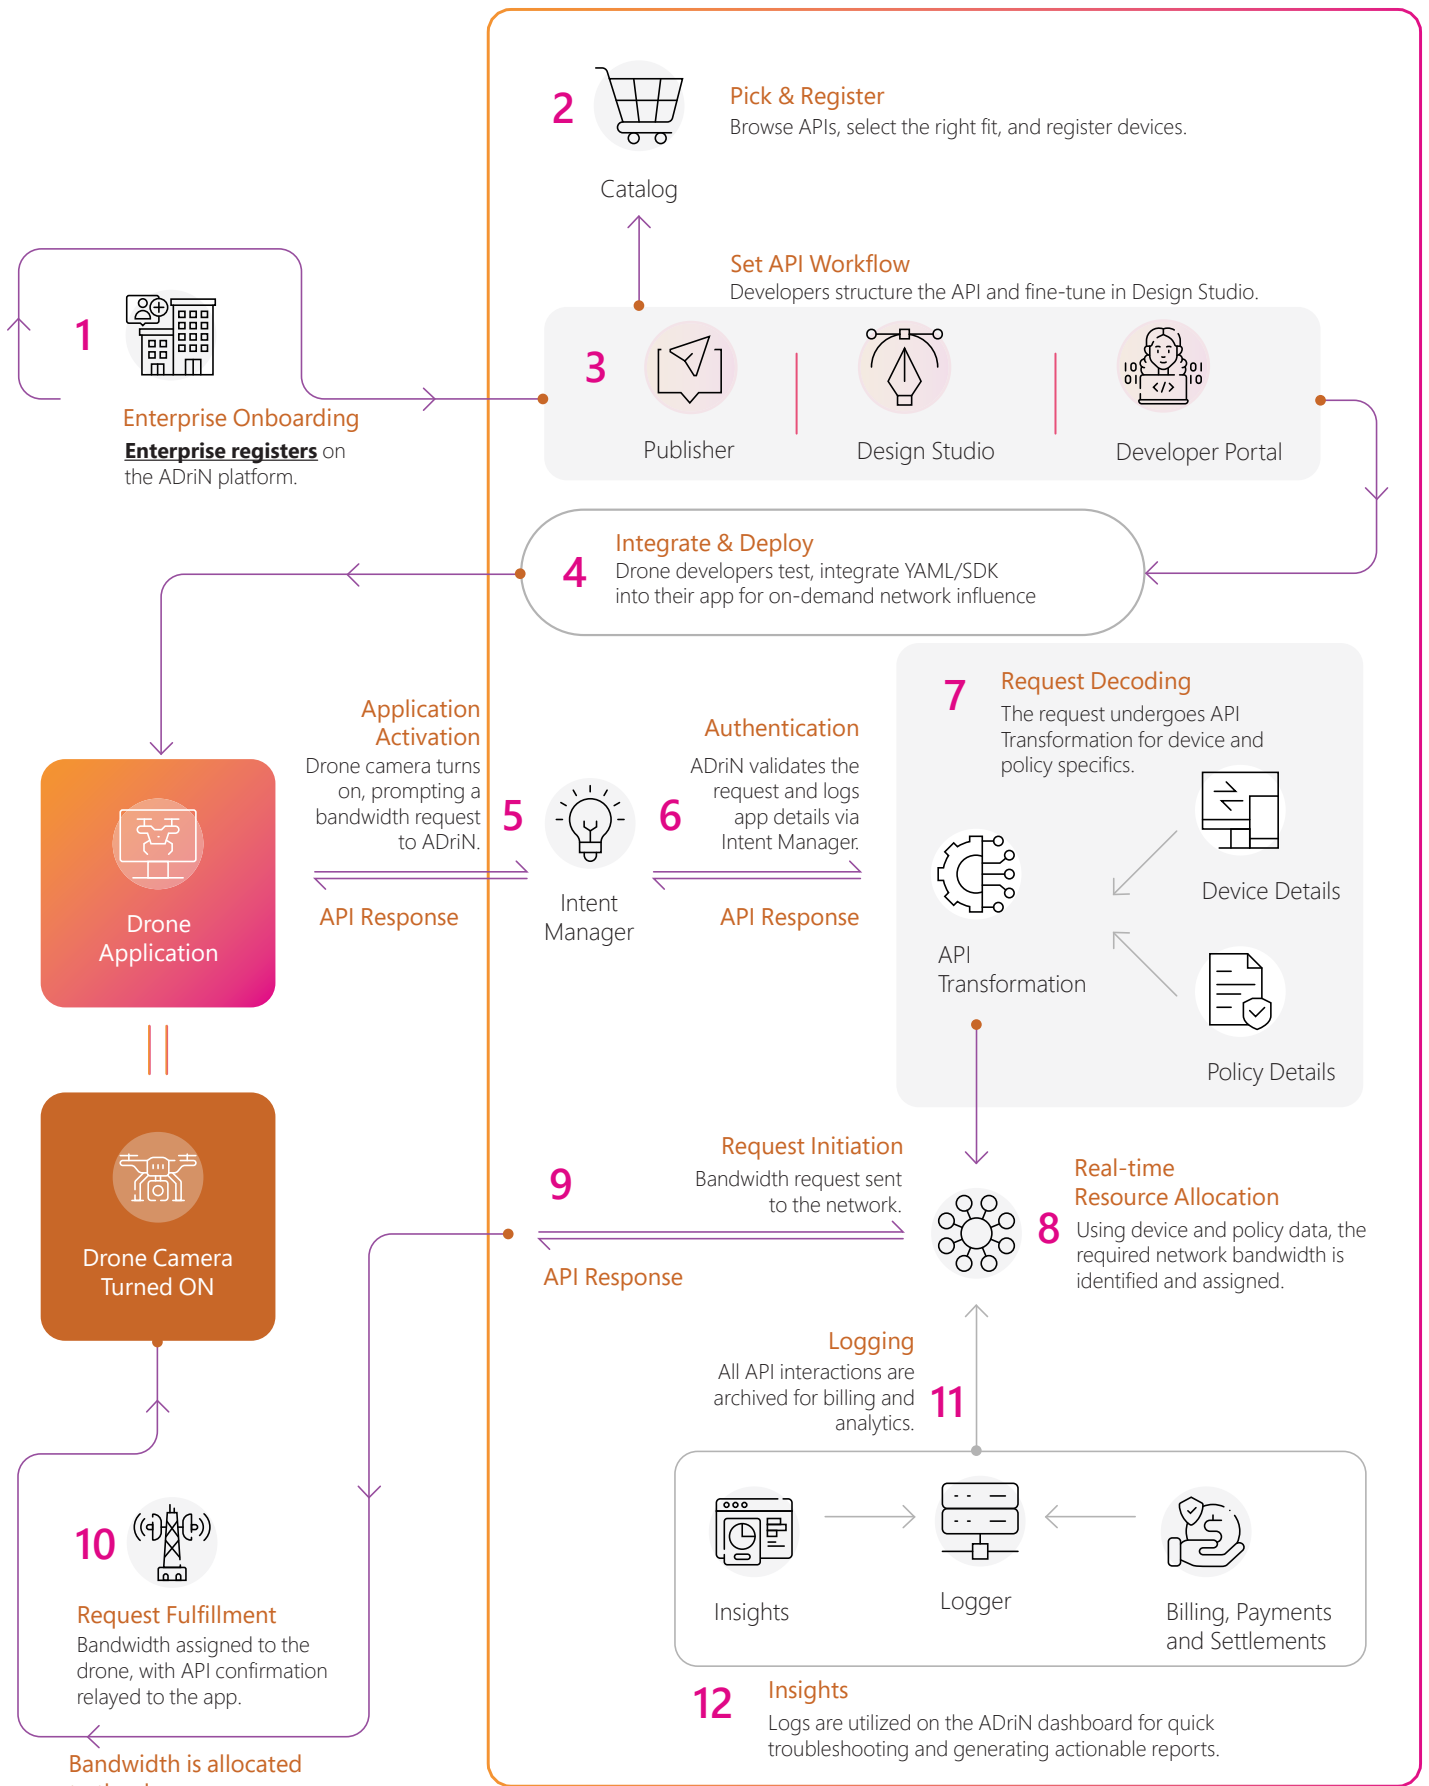 2
Pick & Register
Browse APIs, select the right fit, and register devices.
Catalog
1
Enterprise Onboarding
Enterprise registers on
the ADriN platform.
Set API Workflow
Developers structure the API and fine-tune in Design Studio.
3
Publisher
Design Studio
Developer Portal
4
Integrate & Deploy
Drone developers test, integrate YAML/SDK
into their app for on-demand network influence
Drone
Application
Application
Activation
Drone camera turns
on, prompting a
bandwidth request
to ADriN.
5
API Response
Intent
Manager
Authentication
6
ADriN validates the
request and logs
app details via
Intent Manager.
API Response
7
Request Decoding
The request undergoes API
Transformation for device and
policy specifics.
Device Details
API
Transformation
Policy Details
Drone Camera
Turned ON
9
Request Initiation
Bandwidth request sent
to the network.
API Response
8
Real-time
Resource Allocation
Using device and policy data, the
required network bandwidth is
identified and assigned.
Logging
All API interactions are
archived for billing and
analytics.
11
10
Request Fulfillment
Bandwidth assigned to the
drone, with API confirmation
relayed to the app.
Bandwidth is allocated
Insights
Logger
Billing, Payments
and Settlements
12
Insights
Logs are utilized on the ADriN dashboard for quick
troubleshooting and generating actionable reports.